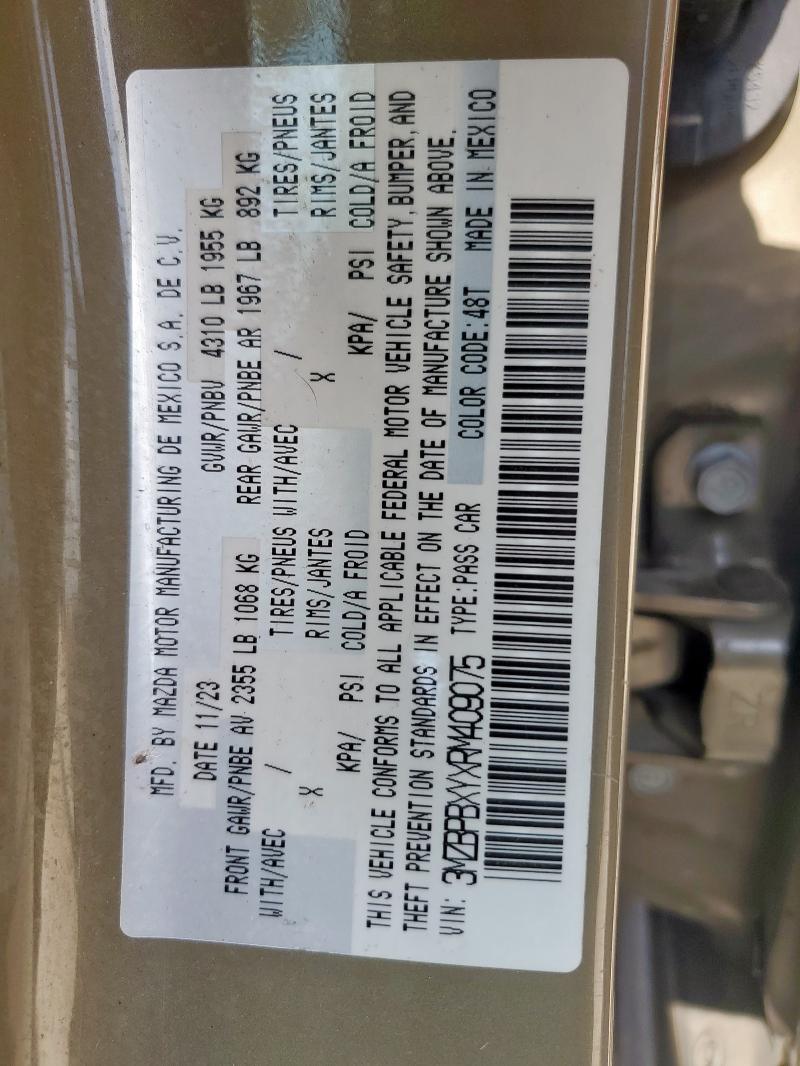 MFD. BY MAZDA MOTOR MANUFACTURING DE MEXICO S.A. DE C.V.
DATE 11/23 GVWR/PNBV 4310 LB 1955 KG
FRONT GAWR/PNBE AV 2355 LB 1068 KG REAR GAWR/PNBE AR 1967 LB 892 KG
WITH/AVEC / TIRES/PNEUS WITH/AVEC / TIRES/PNEUS
X RIMS/JANTES X RIMS/JANTES
KPA/ PSI COLD/A FROID KPA/ PSI COLD/A FROID
THIS VEHICLE CONFORMS TO ALL APPLICABLE FEDERAL MOTOR VEHICLE SAFETY, BUMPER, AND
THEFT PREVENTION STANDARDS IN EFFECT ON THE DATE OF MANUFACTURE SHOWN ABOVE.
VIN: 3MZBPBXYXRM409075 TYPE:PASS CAR COLOR CODE:48T MADE IN MEXICO